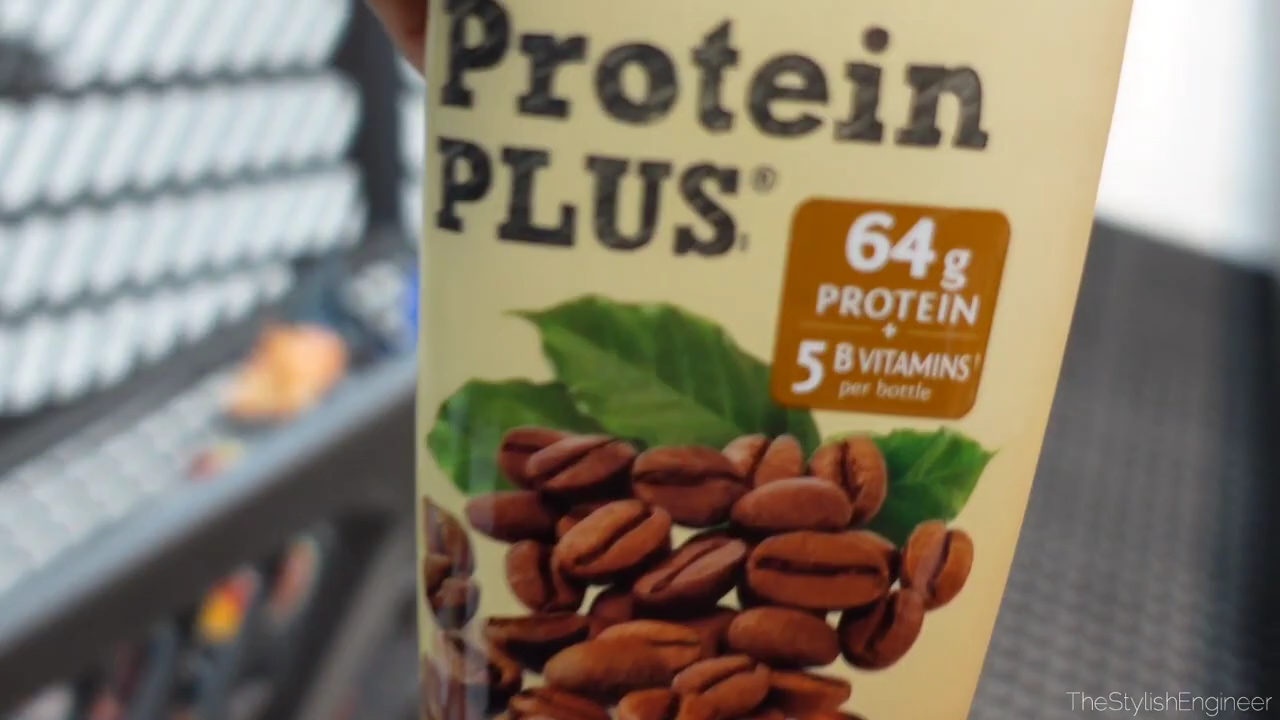 Protein
PLUS®
64g
PROTEIN
+
5 B VITAMINS†
per bottle
TheStylishEngineer